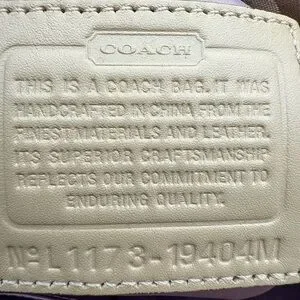 COACH
THIS IS A COACH BAG. IT WAS
HANDCRAFTED IN CHINA FROM THE
FINEST MATERIALS AND LEATHER.
ITS SUPERIOR CRAFTSMANSHIP
REFLECTS OUR COMMITMENT TO
ENDURING QUALITY.
Nº L1173-19404M